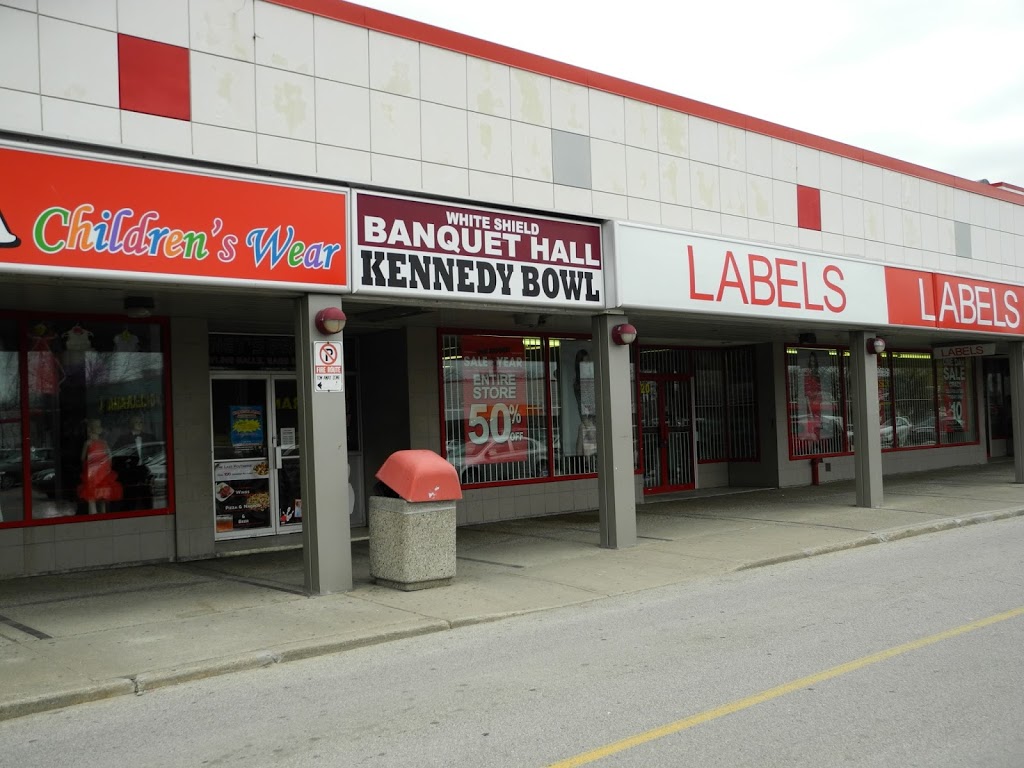 Children's Wear
WHITE SHIELD
BANQUET HALL
KENNEDY BOWL
LABELS
LABELS
LABELS
FIRE ROUTE
SALE
ENTIRE
STORE
50% OFF
SALE